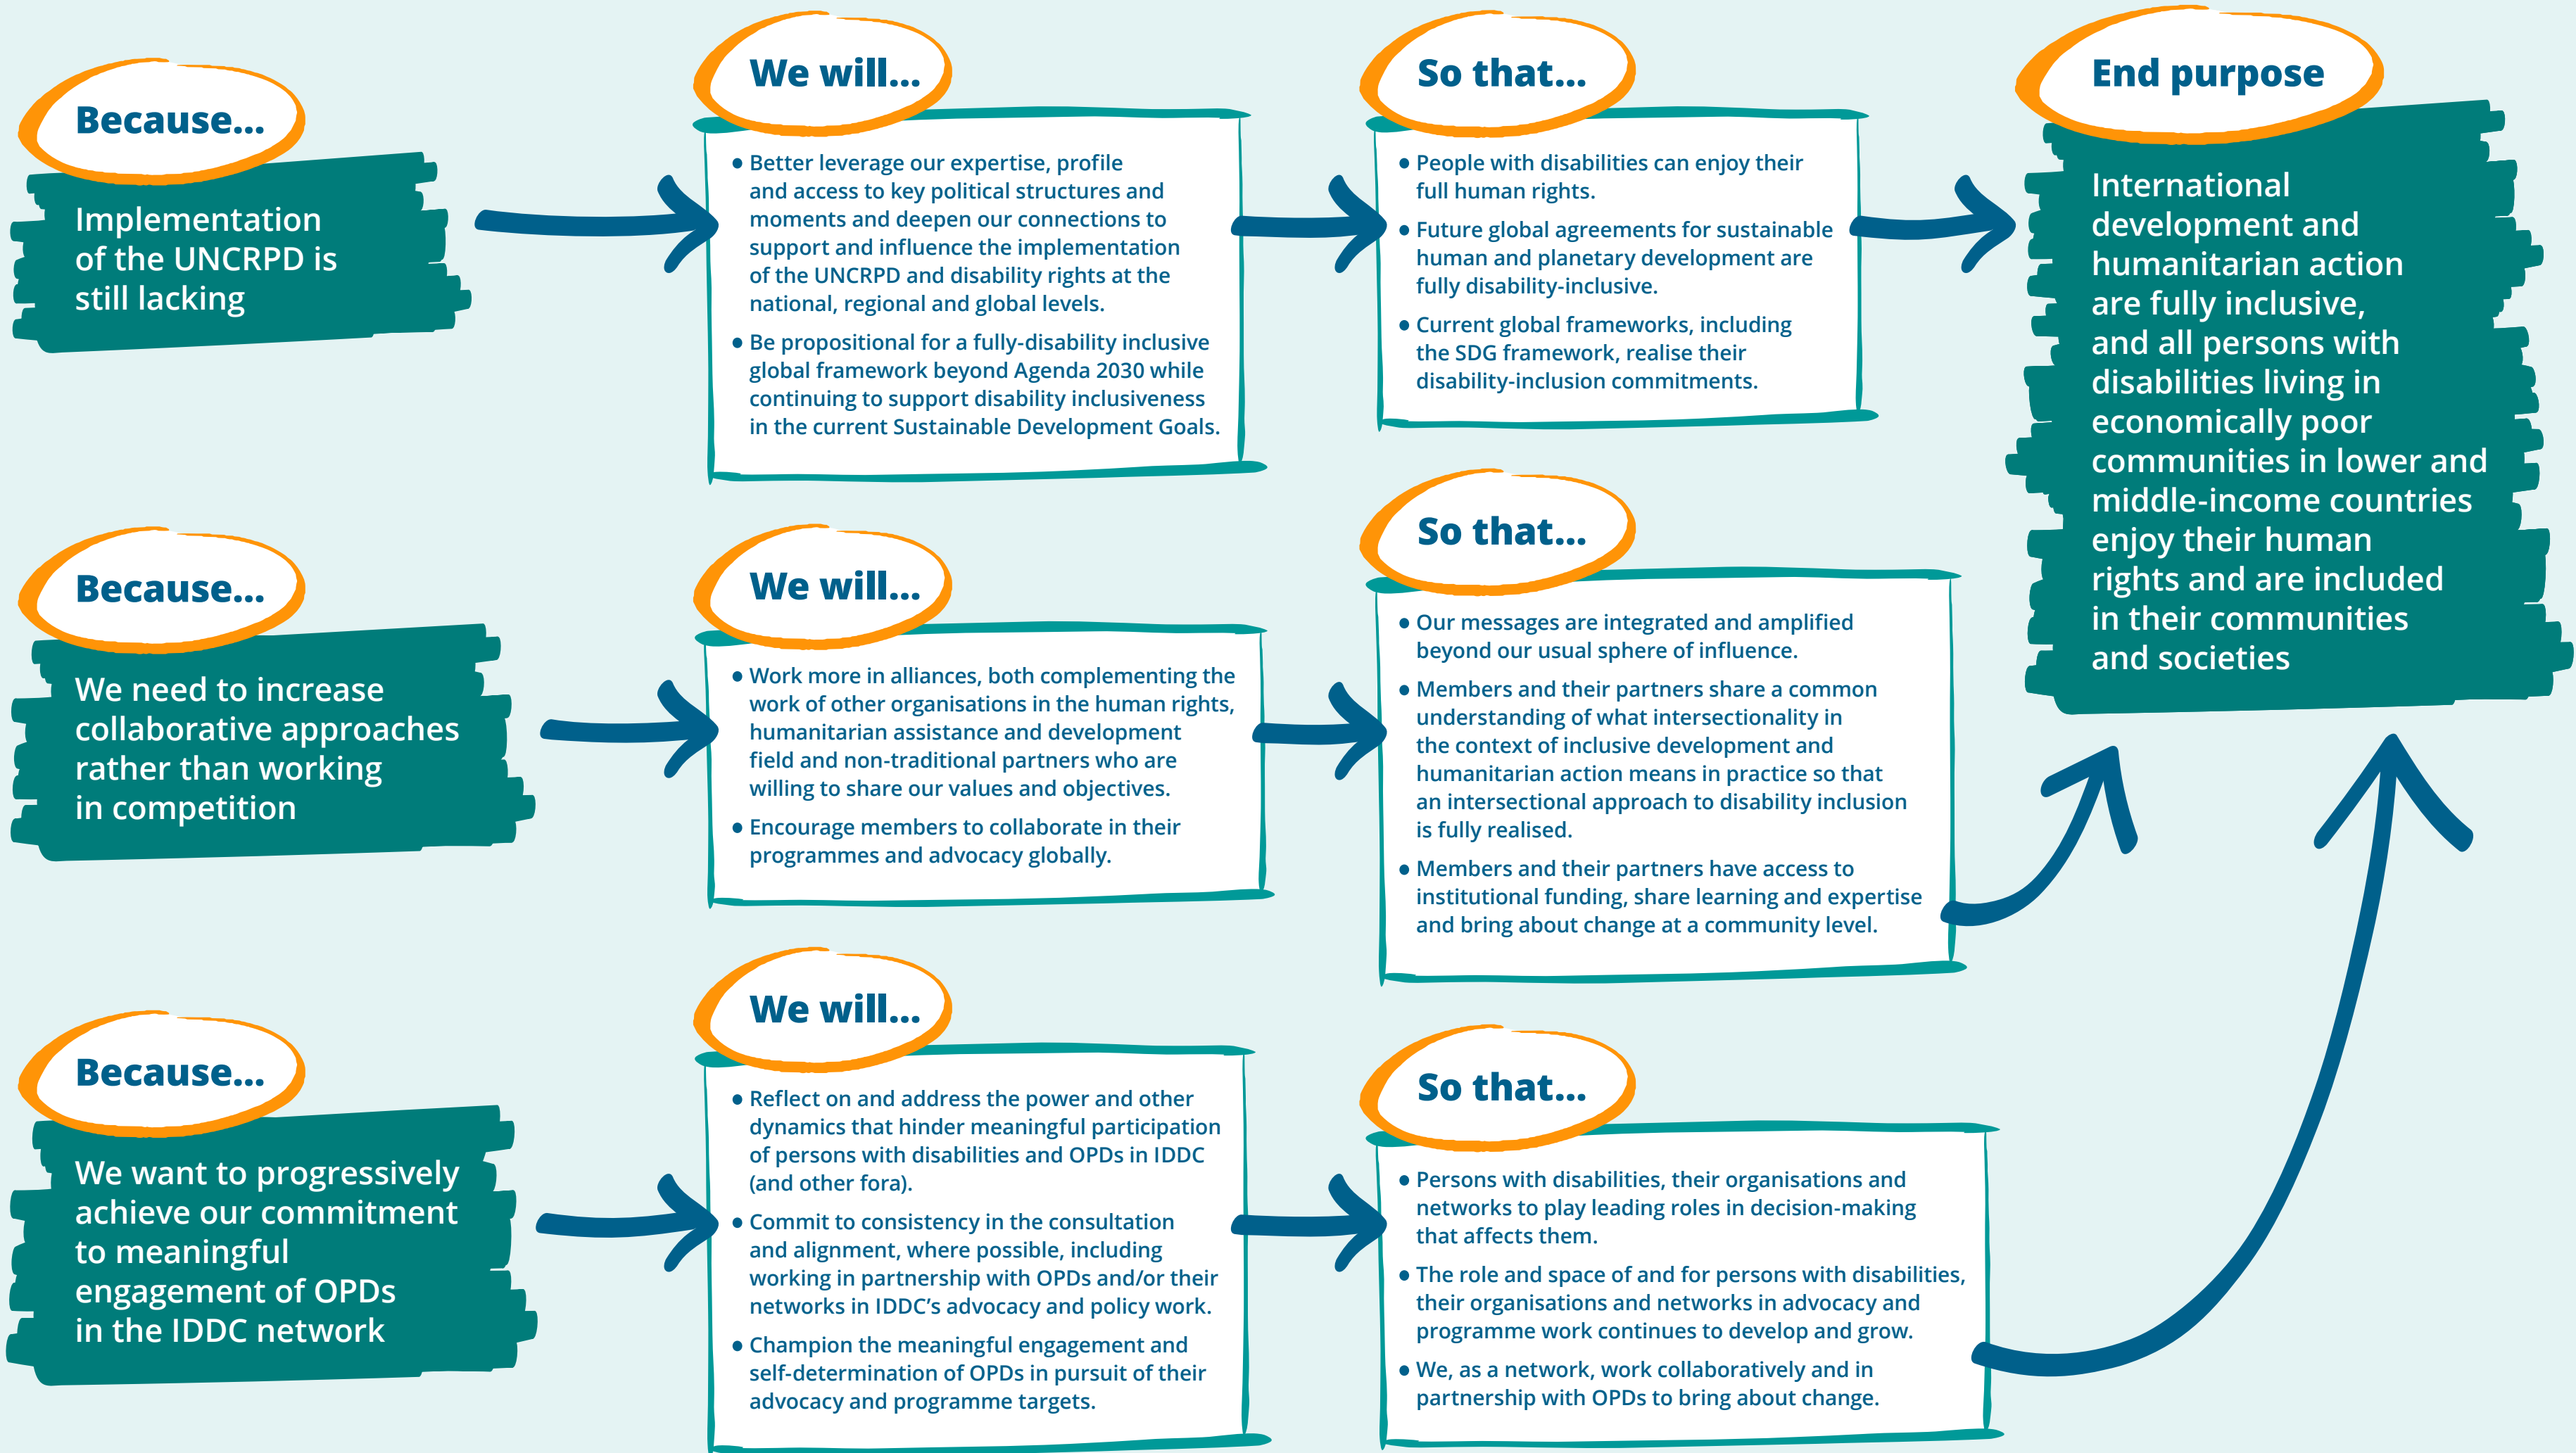 Because...
Implementation
of the UNCRPD is
still lacking
We will...
• Better leverage our expertise, profile
and access to key political structures and
moments and deepen our connections to
support and influence the implementation
of the UNCRPD and disability rights at the
national, regional and global levels.
• Be propositional for a fully-disability inclusive
global framework beyond Agenda 2030 while
continuing to support disability inclusiveness
in the current Sustainable Development Goals.
So that...
• People with disabilities can enjoy their
full human rights.
• Future global agreements for sustainable
human and planetary development are
fully disability-inclusive.
• Current global frameworks, including
the SDG framework, realise their
disability-inclusion commitments.
End purpose
International
development and
humanitarian action
are fully inclusive,
and all persons with
disabilities living in
economically poor
communities in lower and
middle-income countries
enjoy their human
rights and are included
in their communities
and societies
Because...
We need to increase
collaborative approaches
rather than working
in competition
We will...
• Work more in alliances, both complementing the
work of other organisations in the human rights,
humanitarian assistance and development
field and non-traditional partners who are
willing to share our values and objectives.
• Encourage members to collaborate in their
programmes and advocacy globally.
So that...
• Our messages are integrated and amplified
beyond our usual sphere of influence.
• Members and their partners share a common
understanding of what intersectionality in
the context of inclusive development and
humanitarian action means in practice so that
an intersectional approach to disability inclusion
is fully realised.
• Members and their partners have access to
institutional funding, share learning and expertise
and bring about change at a community level.
Because...
We want to progressively
achieve our commitment
to meaningful
engagement of OPDs
in the IDDC network
We will...
• Reflect on and address the power and other
dynamics that hinder meaningful participation
of persons with disabilities and OPDs in IDDC
(and other fora).
• Commit to consistency in the consultation
and alignment, where possible, including
working in partnership with OPDs and/or their
networks in IDDC's advocacy and policy work.
• Champion the meaningful engagement and
self-determination of OPDs in pursuit of their
advocacy and programme targets.
So that...
• Persons with disabilities, their organisations and
networks to play leading roles in decision-making
that affects them.
• The role and space of and for persons with disabilities,
their organisations and networks in advocacy and
programme work continues to develop and grow.
• We, as a network, work collaboratively and in
partnership with OPDs to bring about change.